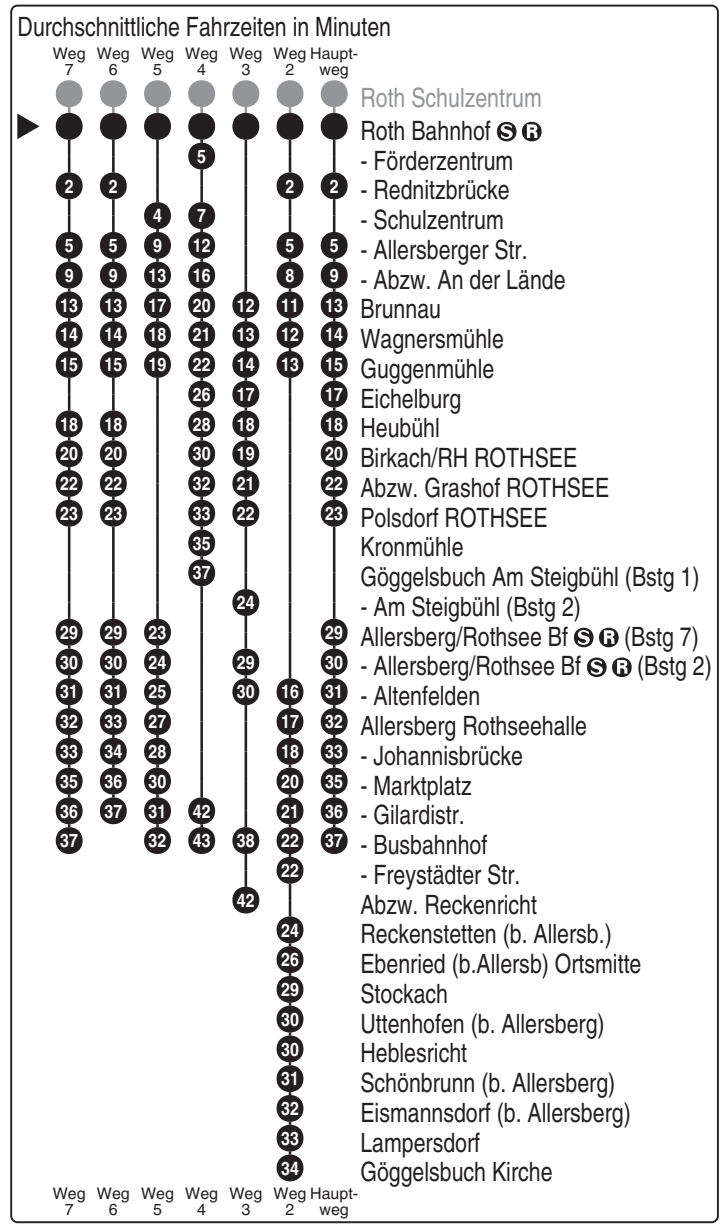 Durchschnittliche Fahrzeiten in Minuten
Weg Weg Weg Weg Weg Weg Haupt-
7 6 5 4 3 2 weg
Roth Schulzentrum
Roth Bahnhof S R
5 - Förderzentrum
2 2 2 2 - Rednitzbrücke
4 7 - Schulzentrum
5 5 9 12 5 5 - Allersberger Str.
9 9 13 16 8 9 - Abzw. An der Lände
13 13 17 20 12 11 13 Brunnau
14 14 18 21 13 12 14 Wagnersmühle
15 15 19 22 14 13 15 Guggenmühle
26 17 17 Eichelburg
18 18 28 18 18 Heubühl
20 20 30 19 20 Birkach/RH ROTHSEE
22 22 32 21 22 Abzw. Grashof ROTHSEE
23 23 33 22 23 Polsdorf ROTHSEE
35 Kronmühle
37 Göggelsbuch Am Steigbühl (Bstg 1)
24 - Am Steigbühl (Bstg 2)
29 29 23 29 Allersberg/Rothsee Bf S R (Bstg 7)
30 30 24 29 30 - Allersberg/Rothsee Bf S R (Bstg 2)
31 31 25 30 16 31 - Altenfelden
32 33 27 17 32 Allersberg Rothseehalle
33 34 28 18 33 - Johannisbrücke
35 36 30 20 35 - Marktplatz
36 37 31 42 21 36 - Gilardistr.
37 32 43 38 22 37 - Busbahnhof
22 - Freystädter Str.
42 Abzw. Reckenricht
24 Reckenstetten (b. Allersb.)
26 Ebenried (b.Allersb) Ortsmitte
29 Stockach
30 Uttenhofen (b. Allersberg)
30 Heblesricht
31 Schönbrunn (b. Allersberg)
32 Eismannsdorf (b. Allersberg)
33 Lampersdorf
34 Göggelsbuch Kirche
Weg Weg Weg Weg Weg Weg Haupt-
7 6 5 4 3 2 weg